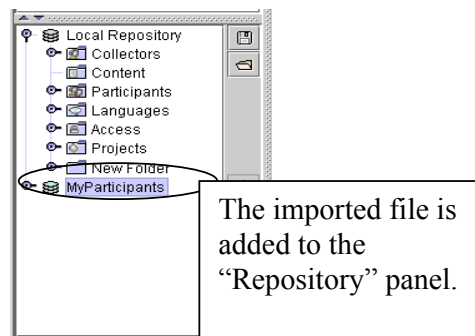 Local Repository
Collectors
Content
Participants
Languages
Access
Projects
New Folder
MyParticipants
The imported file is
added to the
“Repository” panel.